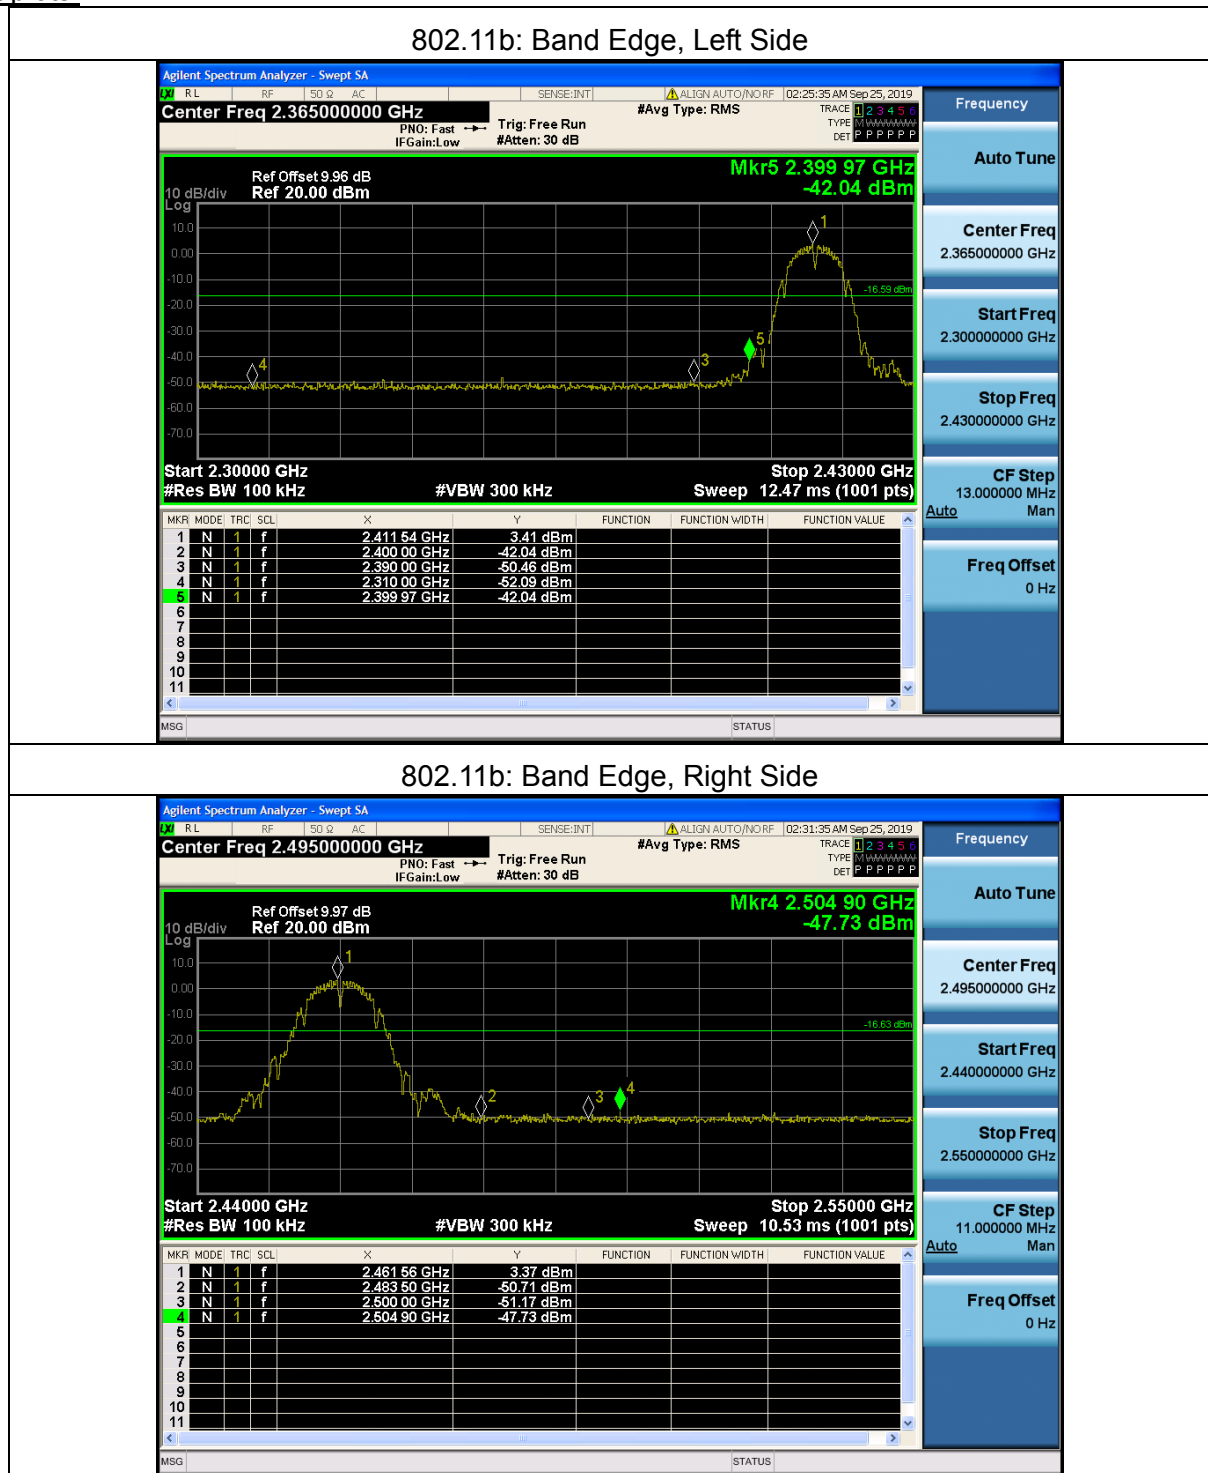 802.11b: Band Edge, Left Side
Agilent Spectrum Analyzer - Swept SA
LXI RL RF 50 Ω AC SENSE:INT ALIGN AUTO/NO RF 02:25:35 AM Sep 25, 2019
Center Freq 2.365000000 GHz #Avg Type: RMS TRACE 1 2 3 4 5 6
PNO: Fast Trig: Free Run TYPE M WWWWW
IFGain:Low #Atten: 30 dB DET P P P P P P
Frequency
Auto Tune
Mkr5 2.399 97 GHz
Ref Offset 9.96 dB
10 dB/div Ref 20.00 dBm -42.04 dBm
Log
10.0
0.00
-10.0
-20.0
-30.0
-40.0
-50.0
-60.0
-70.0
1
-16.59 dBm
5
3
4
Start 2.30000 GHz Stop 2.43000 GHz
#Res BW 100 kHz #VBW 300 kHz Sweep 12.47 ms (1001 pts)
Center Freq
2.365000000 GHz
Start Freq
2.300000000 GHz
Stop Freq
2.430000000 GHz
CF Step
13.000000 MHz
Auto Man
Freq Offset
0 Hz
MKR MODE TRC SCL X Y FUNCTION FUNCTION WIDTH FUNCTION VALUE
1 N 1 f 2.411 54 GHz 3.41 dBm
2 N 1 f 2.400 00 GHz -42.04 dBm
3 N 1 f 2.390 00 GHz -50.46 dBm
4 N 1 f 2.310 00 GHz -52.09 dBm
5 N 1 f 2.399 97 GHz -42.04 dBm
6
7
8
9
10
11
MSG STATUS
802.11b: Band Edge, Right Side
Agilent Spectrum Analyzer - Swept SA
LXI RL RF 50 Ω AC SENSE:INT ALIGN AUTO/NO RF 02:31:35 AM Sep 25, 2019
Center Freq 2.495000000 GHz #Avg Type: RMS TRACE 1 2 3 4 5 6
PNO: Fast Trig: Free Run TYPE M WWWWW
IFGain:Low #Atten: 30 dB DET P P P P P P
Frequency
Auto Tune
Mkr4 2.504 90 GHz
Ref Offset 9.97 dB
10 dB/div Ref 20.00 dBm -47.73 dBm
Log
10.0
0.00
-10.0
-20.0
-30.0
-40.0
-50.0
-60.0
-70.0
1
-16.63 dBm
2
3
4
Start 2.44000 GHz Stop 2.55000 GHz
#Res BW 100 kHz #VBW 300 kHz Sweep 10.53 ms (1001 pts)
Center Freq
2.495000000 GHz
Start Freq
2.440000000 GHz
Stop Freq
2.550000000 GHz
CF Step
11.000000 MHz
Auto Man
Freq Offset
0 Hz
MKR MODE TRC SCL X Y FUNCTION FUNCTION WIDTH FUNCTION VALUE
1 N 1 f 2.461 56 GHz 3.37 dBm
2 N 1 f 2.483 50 GHz -50.71 dBm
3 N 1 f 2.500 00 GHz -51.17 dBm
4 N 1 f 2.504 90 GHz -47.73 dBm
5
6
7
8
9
10
11
MSG STATUS